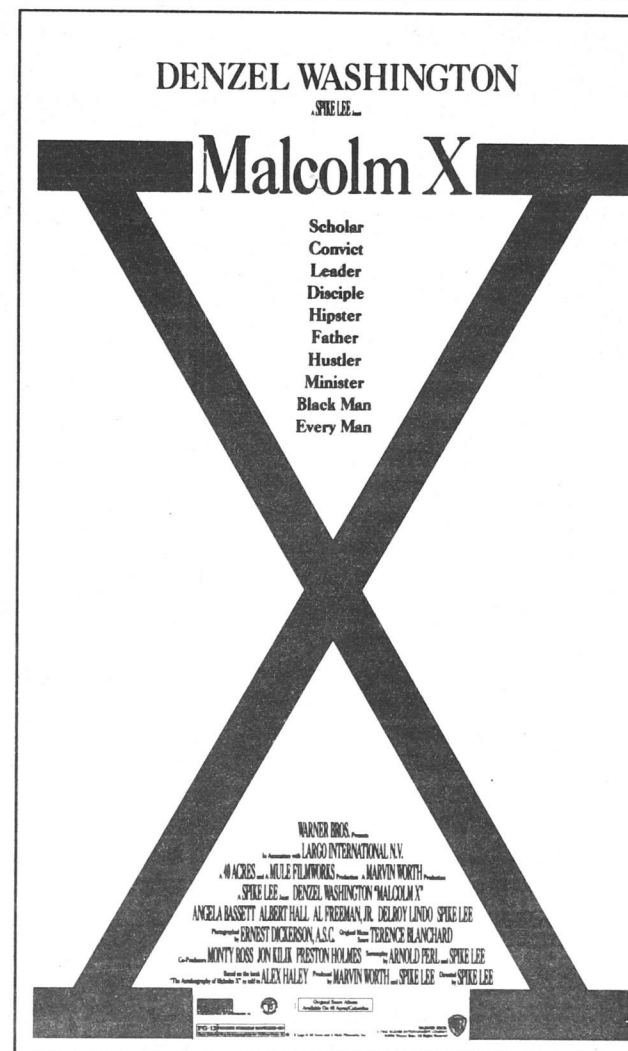 DENZEL WASHINGTON
A SPIKE LEE Joint
Malcolm X
Scholar
Convict
Leader
Disciple
Hipster
Father
Hustler
Minister
Black Man
Every Man
WARNER BROS. Presents
In Association with LARGO INTERNATIONAL N.V.
A 40 ACRES and A MULE FILMWORKS Production A MARVIN WORTH Production
A SPIKE LEE Joint DENZEL WASHINGTON "MALCOLM X"
ANGELA BASSETT ALBERT HALL AL FREEMAN, JR. DELROY LINDO SPIKE LEE
Photographed by ERNEST DICKERSON, A.S.C. Original Music Score TERENCE BLANCHARD
Co-Producers MONTY ROSS JON KILIK PRESTON HOLMES Screenplay by ARNOLD PERL and SPIKE LEE
Based on the book "The Autobiography of Malcolm X" as told to ALEX HALEY Produced by MARVIN WORTH and SPIKE LEE Directed by SPIKE LEE
Original Score Album
Available On 40 Acres/Columbia
PG-13
WARNER BROS.